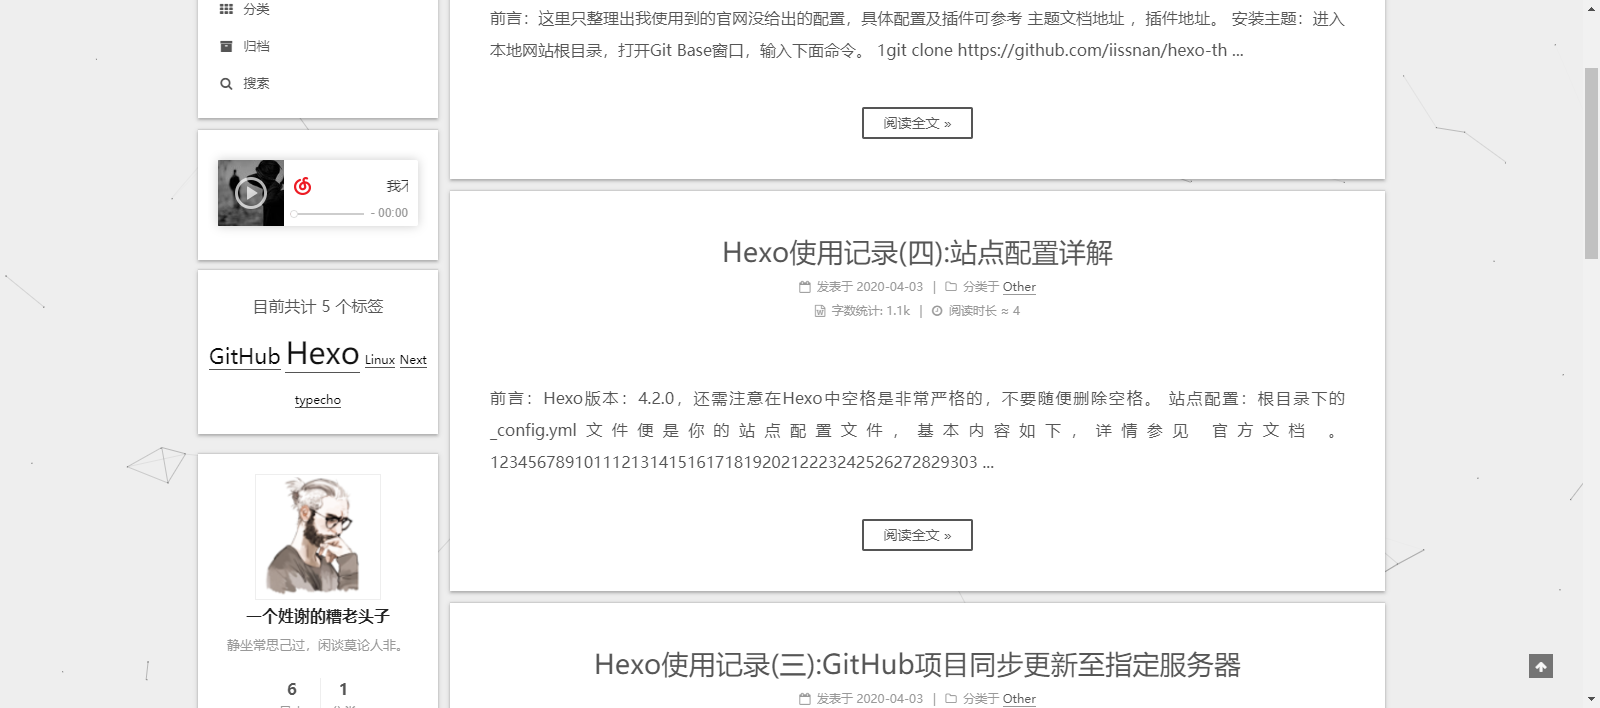 分类
归档
搜索
我
- 00:00
目前共计 5 个标签
GitHub Hexo Linux Next
typecho
一个姓谢的糟老头子
静坐常思己过，闲谈莫论人非。
6 1
前言：这里只整理出我使用到的官网没给出的配置，具体配置及插件可参考 主题文档地址 ，插件地址。 安装主题：进入
本地网站根目录，打开Git Base窗口，输入下面命令。 1git clone https://github.com/iissnan/hexo-th ...
阅读全文 »
Hexo使用记录(四):站点配置详解
发表于 2020-04-03 | 分类于 Other
字数统计: 1.1k | 阅读时长 ≈ 4
前言：Hexo版本：4.2.0，还需注意在Hexo中空格是非常严格的，不要随便删除空格。 站点配置：根目录下的
_config.yml 文件便是你的站点配置文件，基本内容如下，详情参见 官方文档 。
123456789101112131415161718192021222324252627282930 3 ...
阅读全文 »
Hexo使用记录(三):GitHub项目同步更新至指定服务器
发表于 2020-04-03 | 分类于 Other